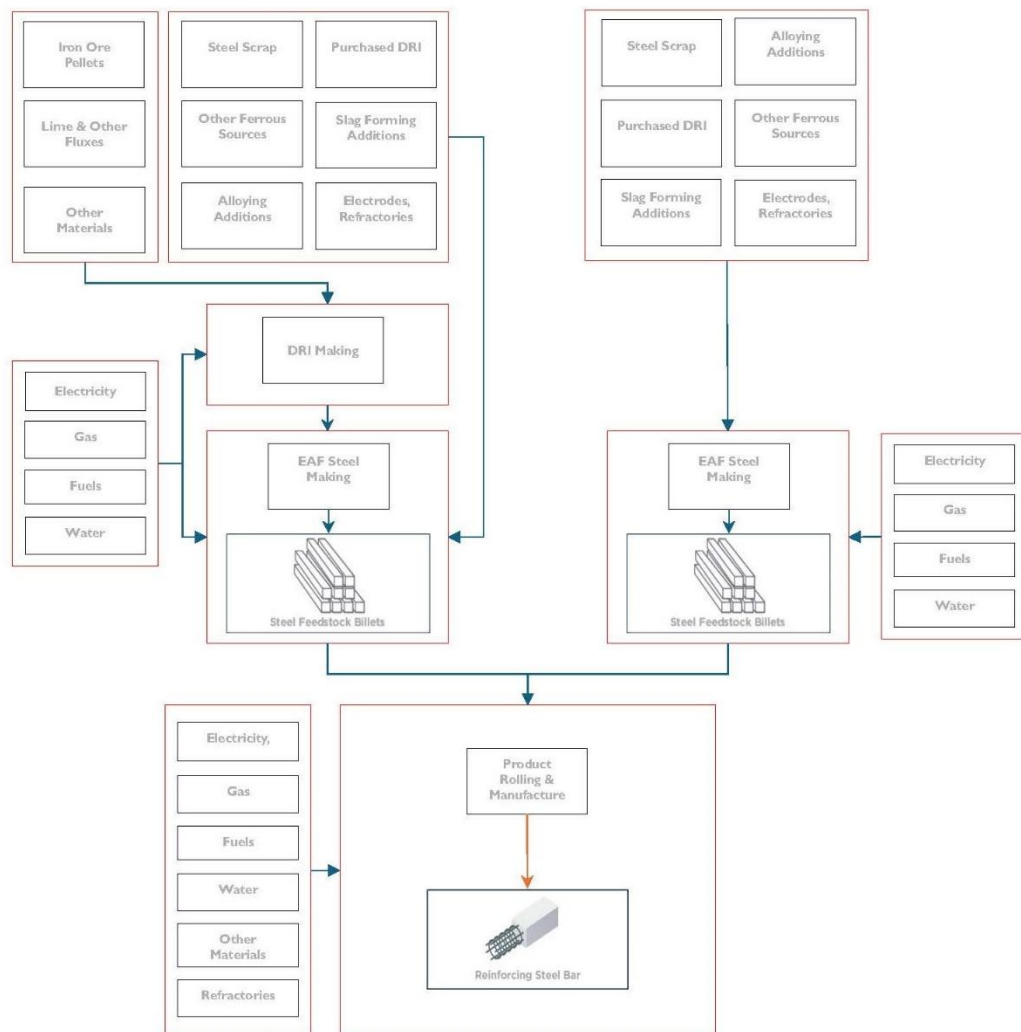 Iron Ore
Pellets
Lime & Other
Fluxes
Other
Materials
Steel Scrap
Purchased DRI
Other Ferrous
Sources
Slag Forming
Additions
Alloying
Additions
Electrodes,
Refractories
Steel Scrap
Alloying
Additions
Purchased DRI
Other Ferrous
Sources
Slag Forming
Additions
Electrodes,
Refractories
DRI Making
Electricity
Gas
Fuels
Water
EAF Steel
Making
Steel Feedstock Billets
EAF Steel
Making
Steel Feedstock Billets
Electricity
Gas
Fuels
Water
Electricity,
Gas
Fuels
Water
Other
Materials
Refractories
Product
Rolling &
Manufacture
Reinforcing Steel Bar